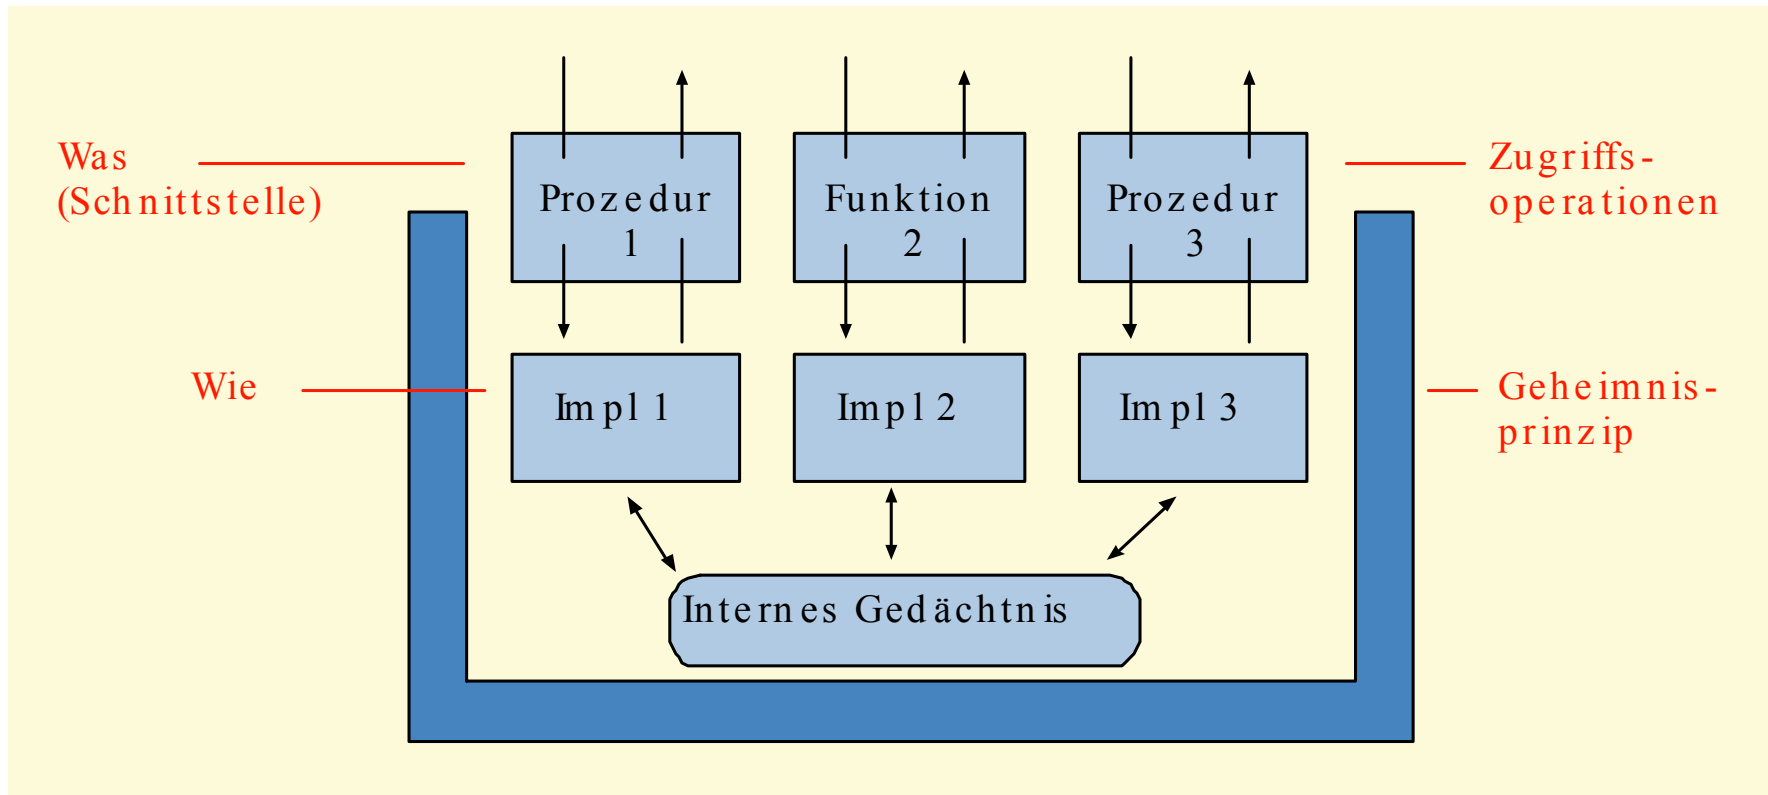 Was
(Schnittstelle)
Prozedur
1
Funktion
2
Prozedur
3
Zugriffs-
operationen
Wie
Impl 1
Impl 2
Impl 3
Geheimnis-
prinzip
Internes Gedächtnis